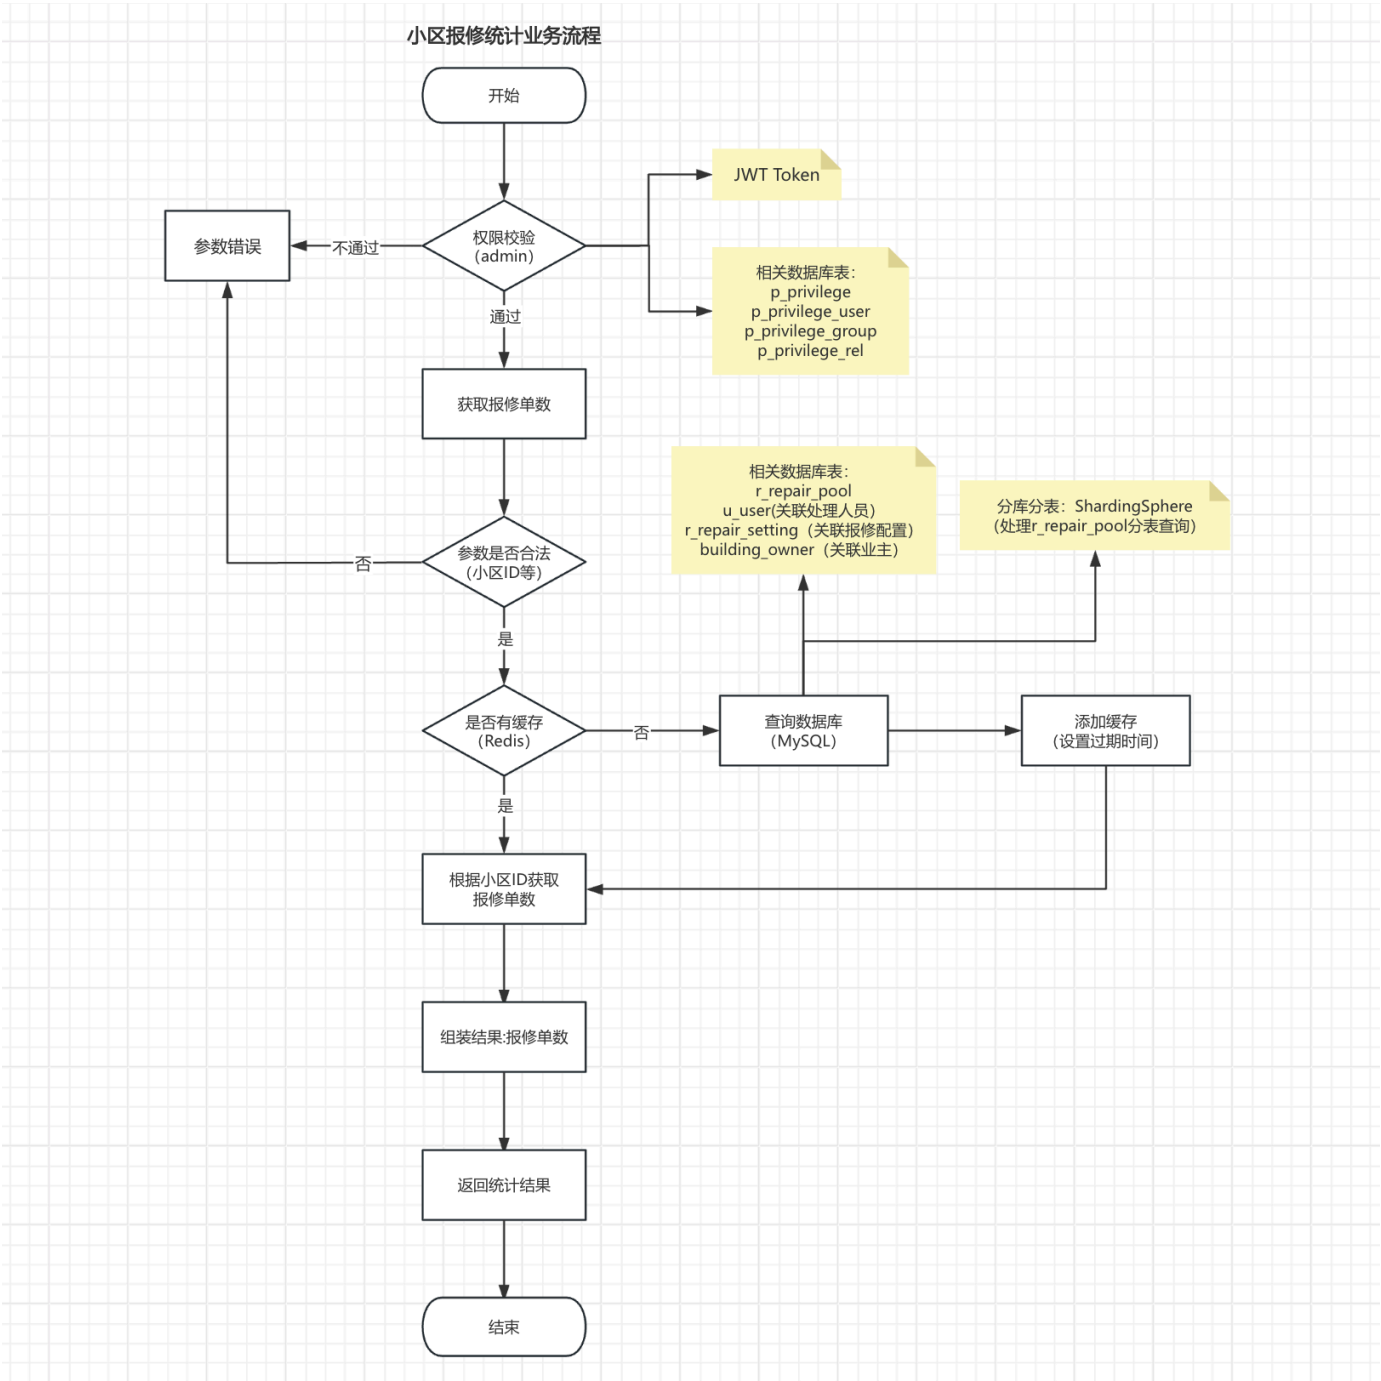 小区报修统计业务流程
开始
JWT Token
权限校验
（admin）
参数错误
不通过
相关数据库表：
p_privilege
p_privilege_user
p_privilege_group
p_privilege_rel
通过
获取报修单数
相关数据库表：
r_repair_pool
u_user(关联处理人员）
r_repair_setting（关联报修配置）
building_owner（关联业主）
分库分表：ShardingSphere
（处理r_repair_pool分表查询）
参数是否合法
（小区ID等）
否
是
是否有缓存
（Redis）
否
查询数据库
（MySQL）
添加缓存
（设置过期时间）
是
根据小区ID获取
报修单数
组装结果:报修单数
返回统计结果
结束